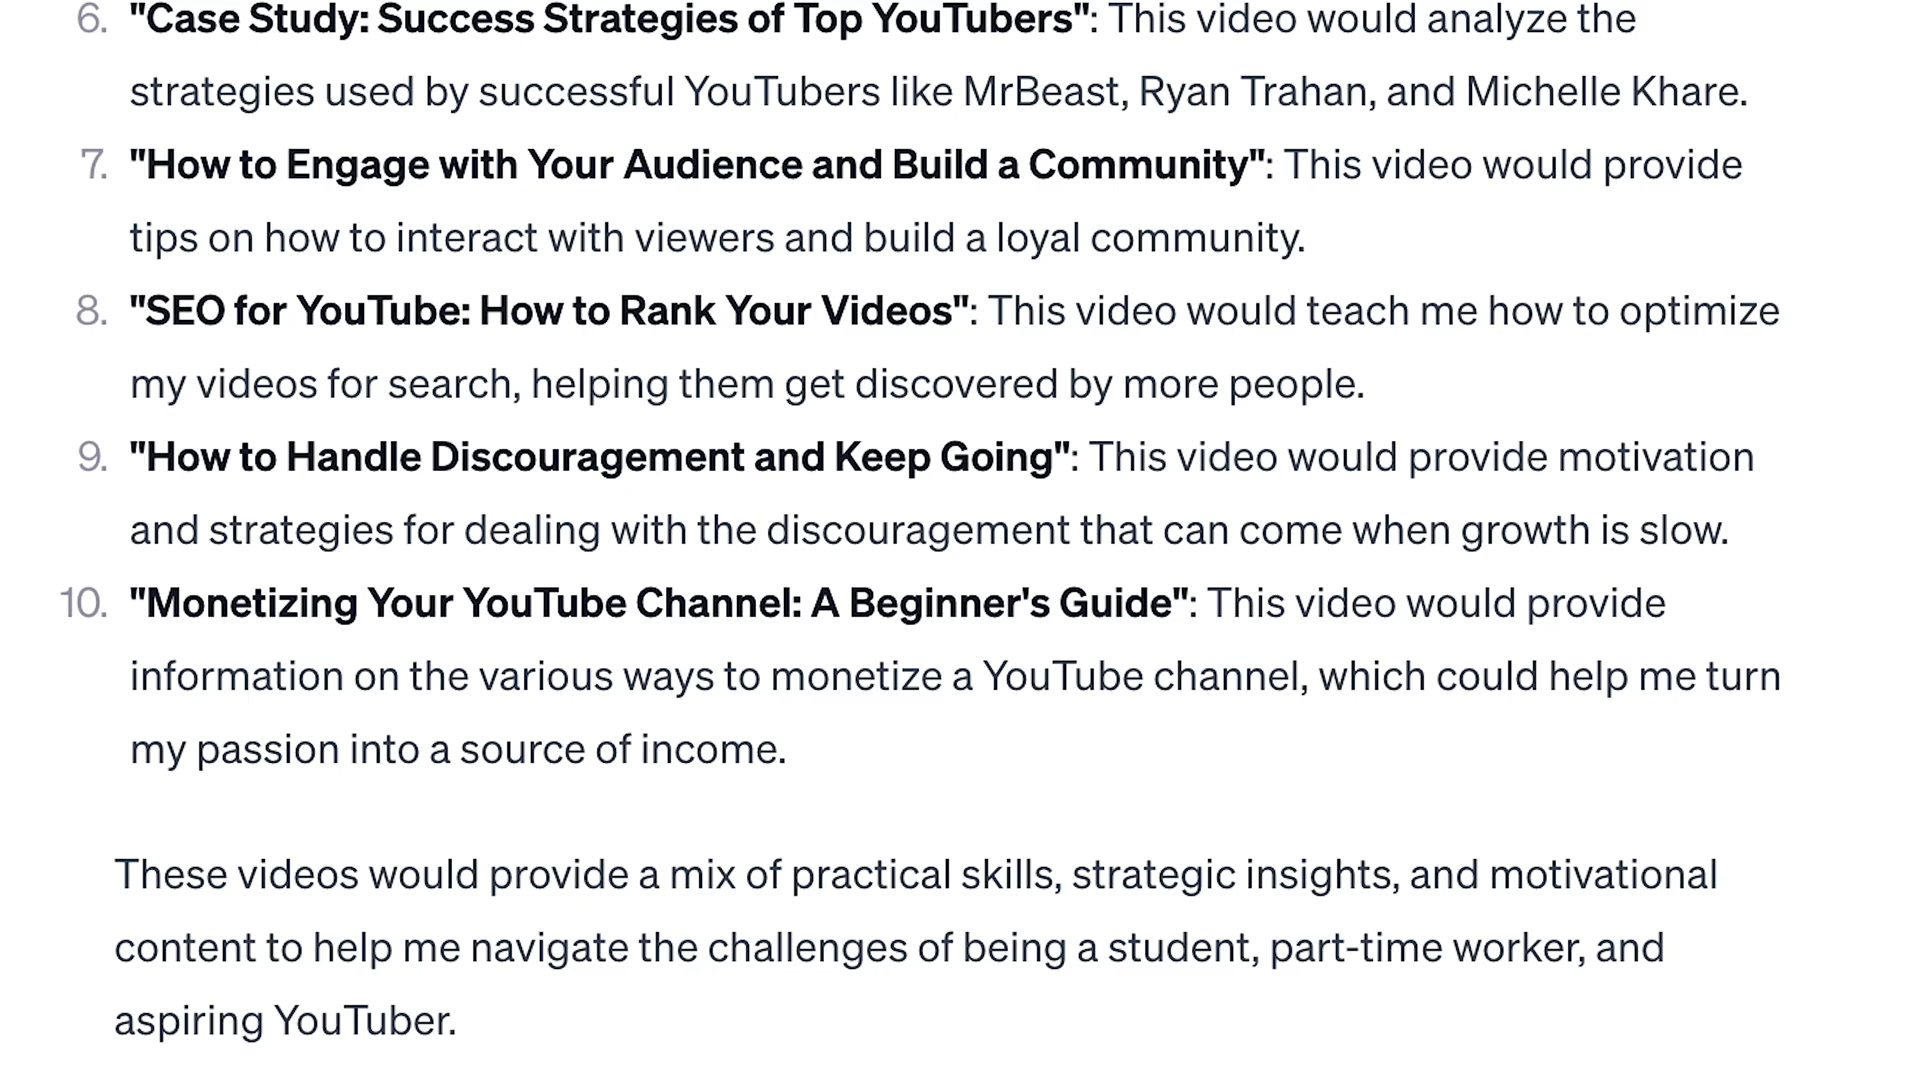 6. "Case Study: Success Strategies of Top YouTubers": This video would analyze the
strategies used by successful YouTubers like MrBeast, Ryan Trahan, and Michelle Khare.
7. "How to Engage with Your Audience and Build a Community": This video would provide
tips on how to interact with viewers and build a loyal community.
8. "SEO for YouTube: How to Rank Your Videos": This video would teach me how to optimize
my videos for search, helping them get discovered by more people.
9. "How to Handle Discouragement and Keep Going": This video would provide motivation
and strategies for dealing with the discouragement that can come when growth is slow.
10. "Monetizing Your YouTube Channel: A Beginner's Guide": This video would provide
information on the various ways to monetize a YouTube channel, which could help me turn
my passion into a source of income.
These videos would provide a mix of practical skills, strategic insights, and motivational
content to help me navigate the challenges of being a student, part-time worker, and
aspiring YouTuber.